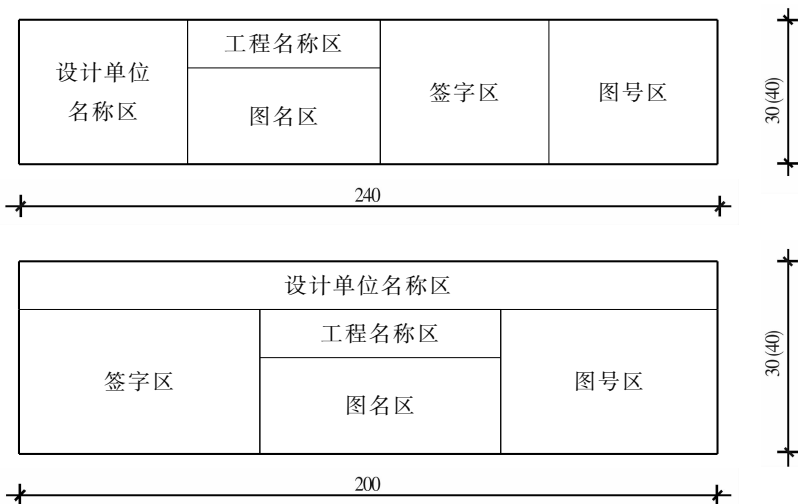 设计单位
名称区
工程名称区
图名区
签字区
图号区
30(40)
240
设计单位名称区
签字区
工程名称区
图名区
图号区
30(40)
200